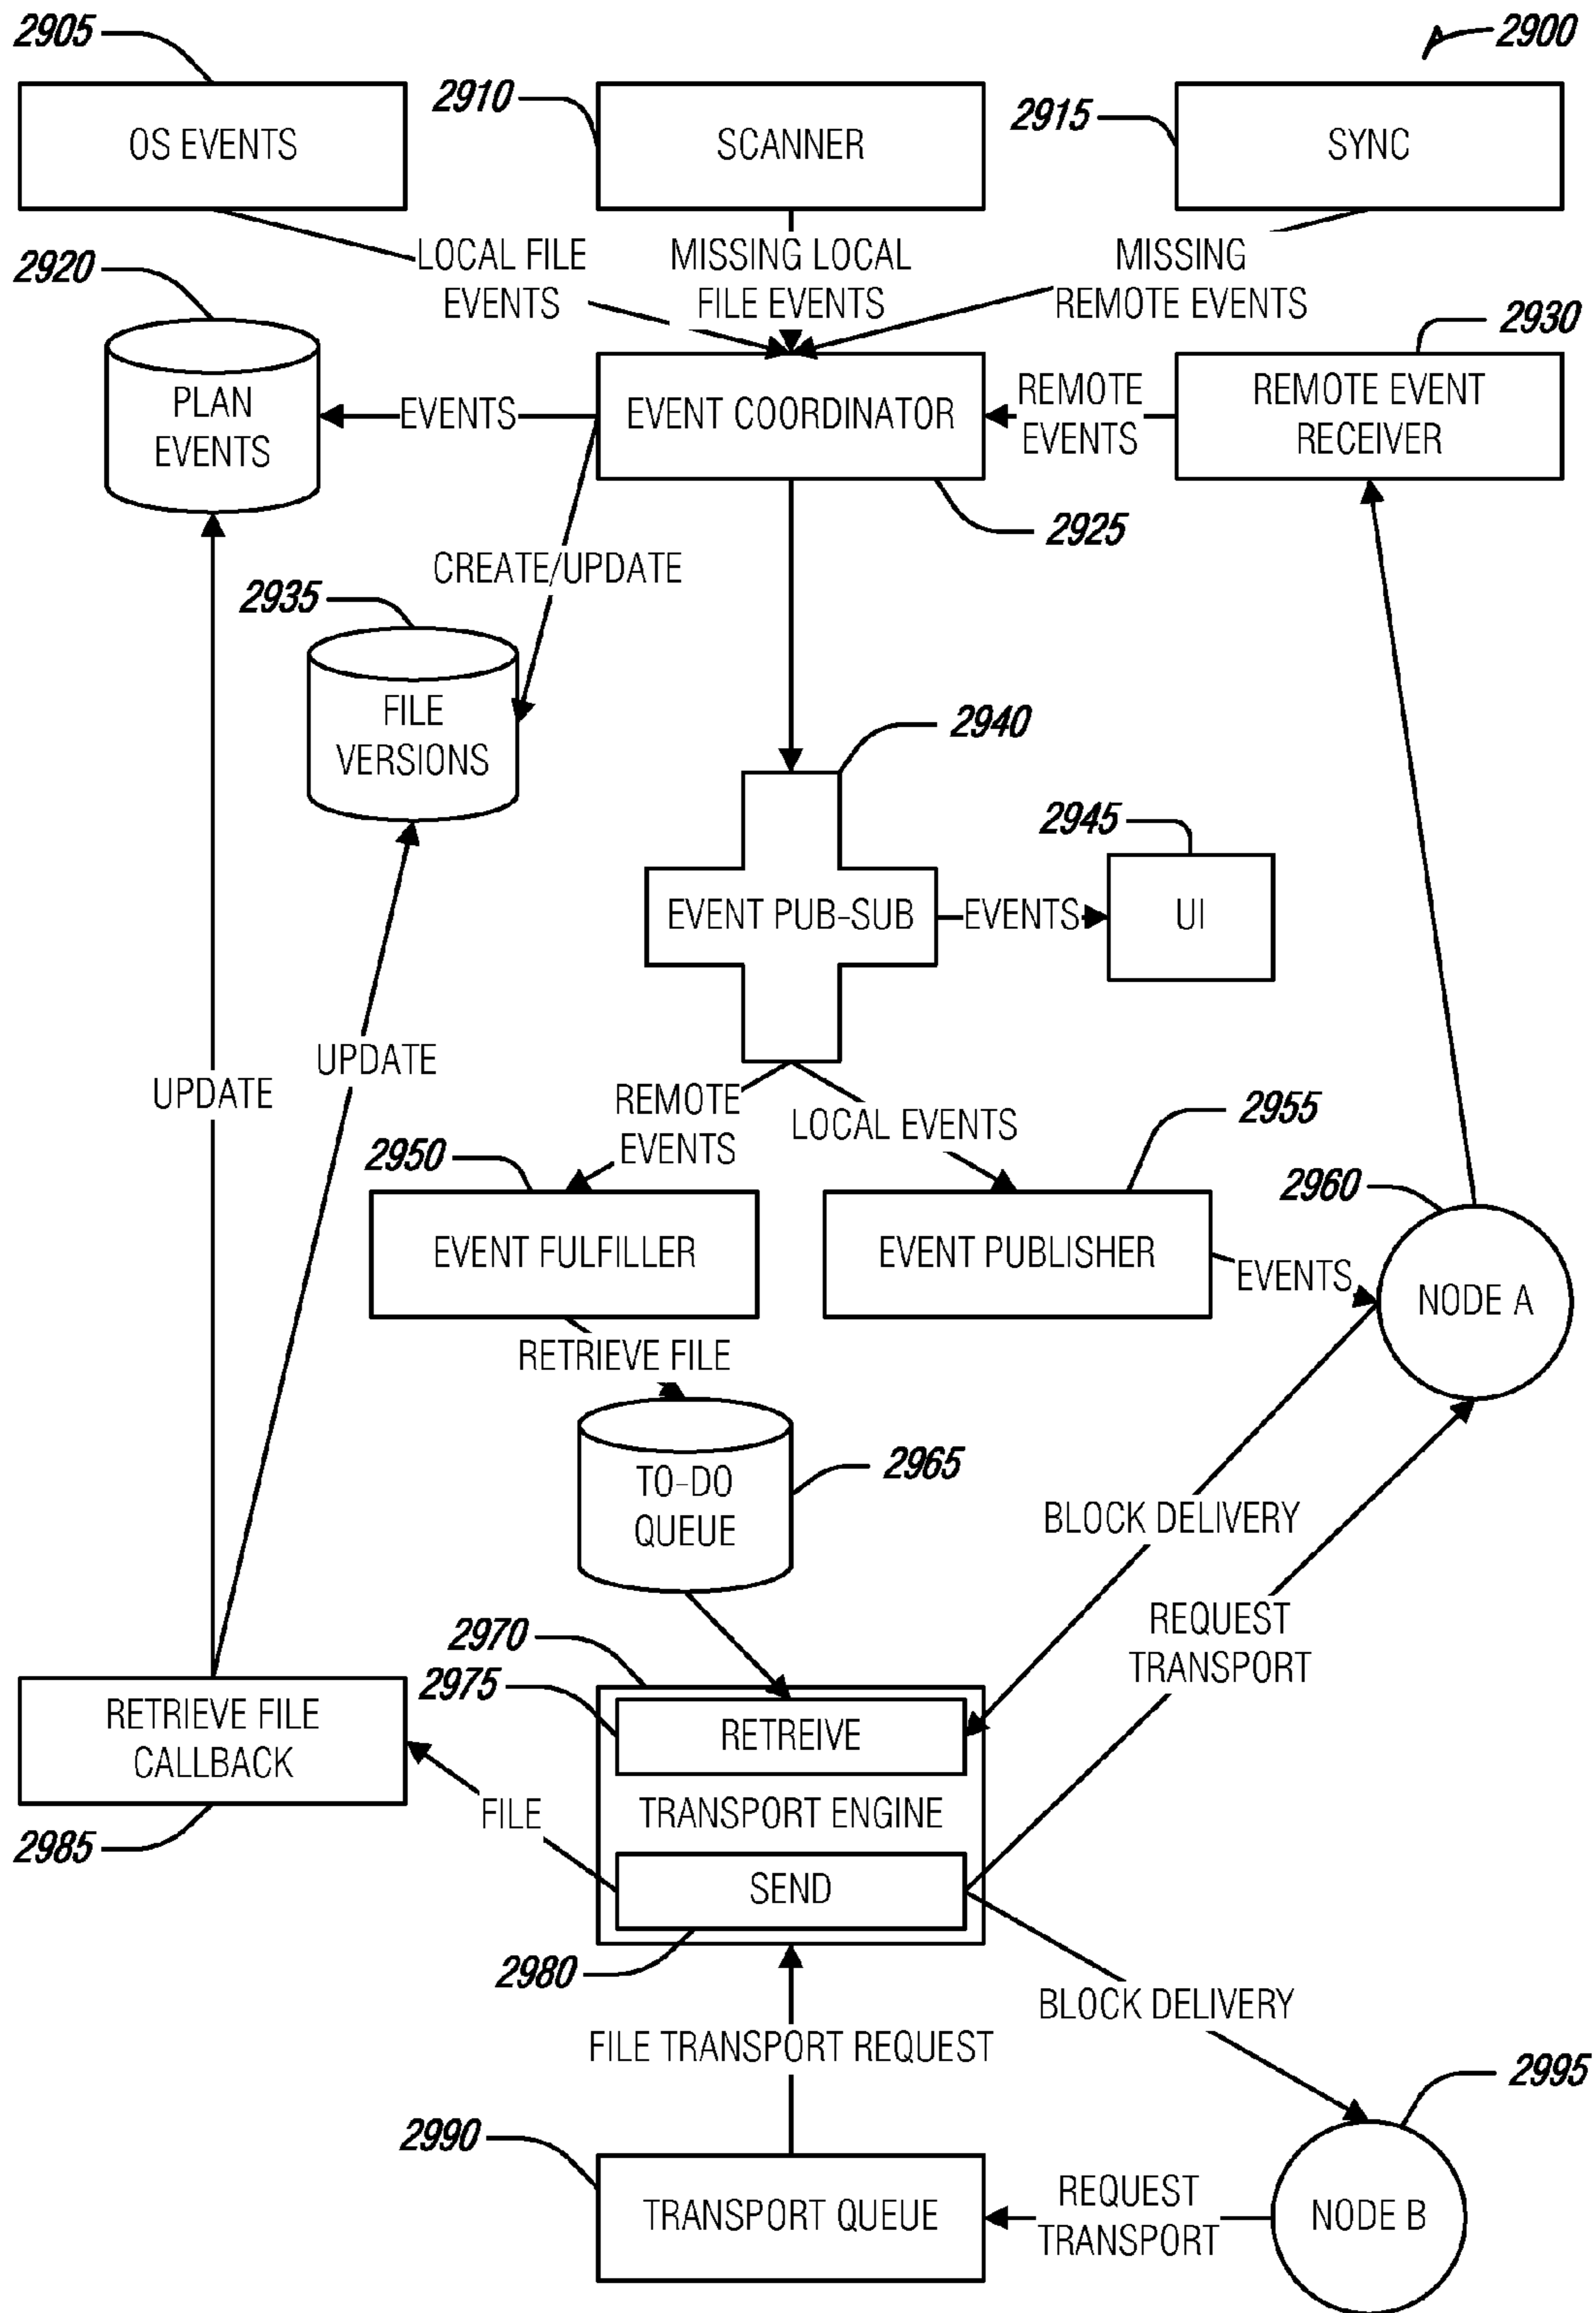 2905
2900
2910
2915
OS EVENTS
SCANNER
SYNC
LOCAL FILE
EVENTS
MISSING LOCAL
FILE EVENTS
MISSING
REMOTE EVENTS
2920
2930
PLAN
EVENTS
EVENTS
EVENT COORDINATOR
REMOTE
EVENTS
REMOTE EVENT
RECEIVER
2925
CREATE/UPDATE
2935
FILE
VERSIONS
2940
2945
EVENT PUB-SUB
EVENTS
UI
UPDATE
UPDATE
REMOTE
EVENTS
LOCAL EVENTS
2950
2955
2960
EVENT FULFILLER
EVENT PUBLISHER
EVENTS
NODE A
RETRIEVE FILE
2965
TO-DO
QUEUE
BLOCK DELIVERY
REQUEST
TRANSPORT
2970
2975
RETRIEVE FILE
CALLBACK
RETREIVE
TRANSPORT ENGINE
FILE
2985
SEND
2980
BLOCK DELIVERY
FILE TRANSPORT REQUEST
2995
2990
TRANSPORT QUEUE
REQUEST
TRANSPORT
NODE B